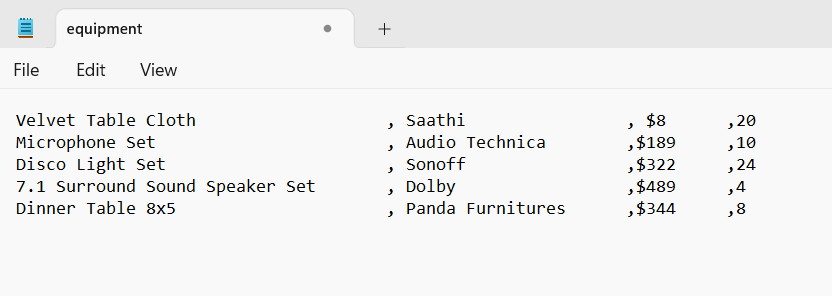 equipment
File Edit View
Velvet Table Cloth , Saathi , $8 ,20
Microphone Set , Audio Technica ,$189 ,10
Disco Light Set , Sonoff ,$322 ,24
7.1 Surround Sound Speaker Set , Dolby ,$489 ,4
Dinner Table 8x5 , Panda Furnitures ,$344 ,8